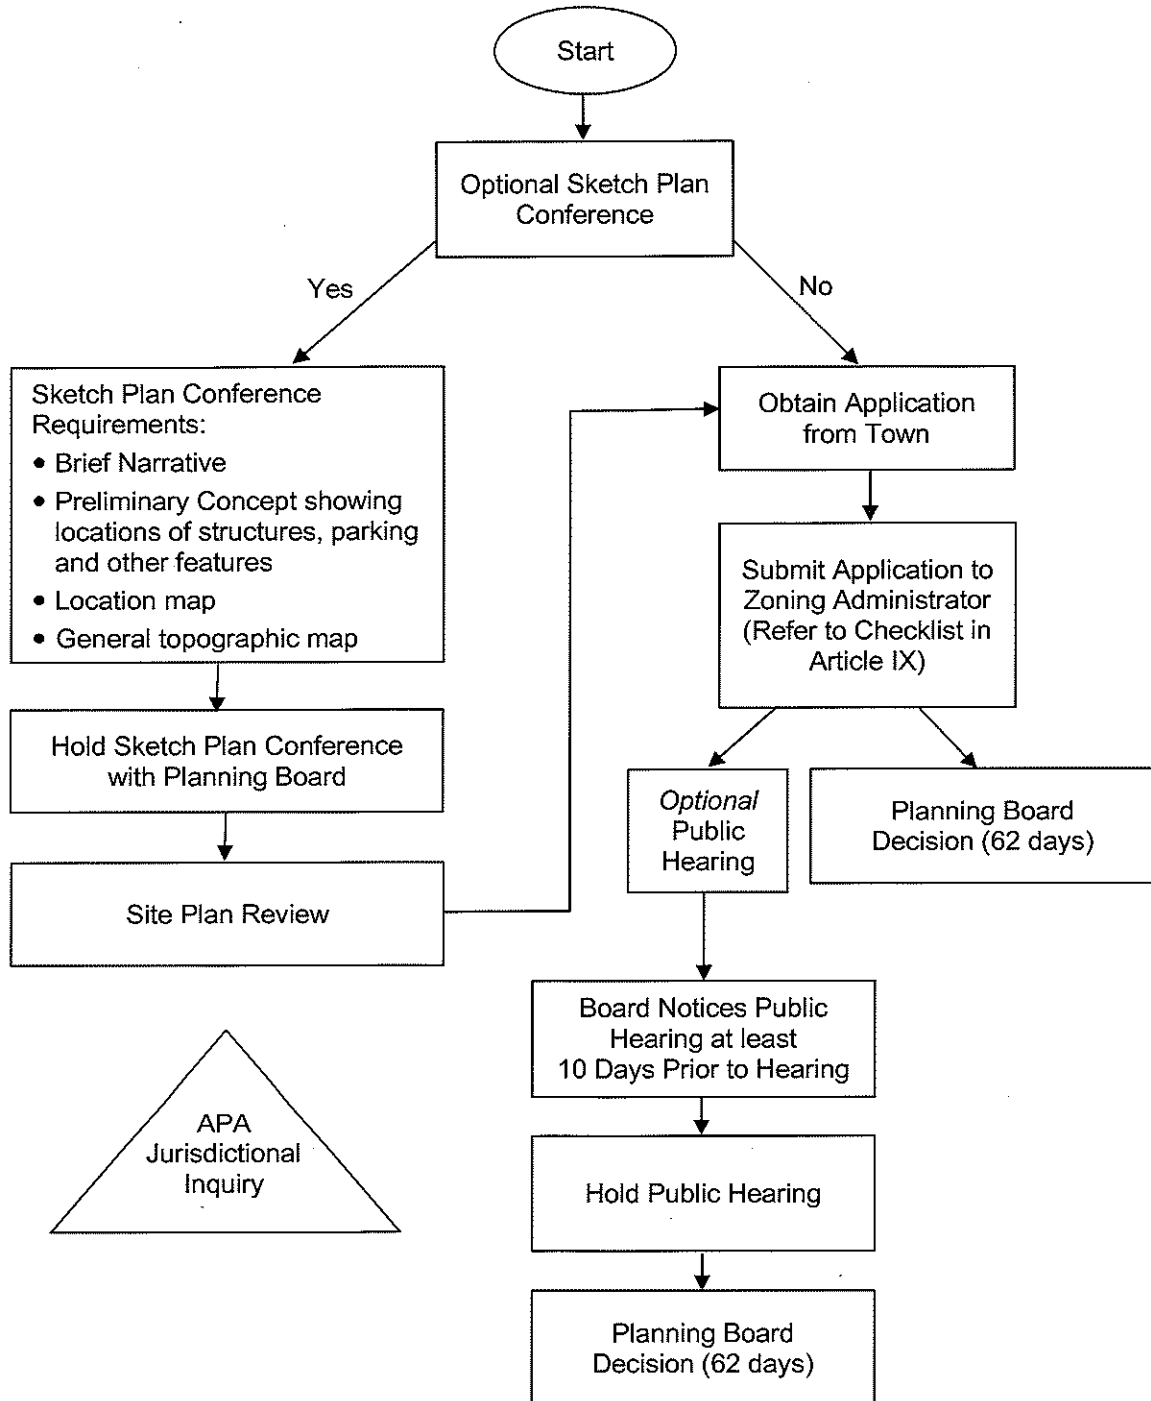 Start
Optional Sketch Plan
Conference
Yes
No
Sketch Plan Conference
Requirements:
• Brief Narrative
• Preliminary Concept showing
locations of structures, parking
and other features
• Location map
• General topographic map
Hold Sketch Plan Conference
with Planning Board
Site Plan Review
APA
Jurisdictional
Inquiry
Obtain Application
from Town
Submit Application to
Zoning Administrator
(Refer to Checklist in
Article IX)
Optional
Public
Hearing
Planning Board
Decision (62 days)
Board Notices Public
Hearing at least
10 Days Prior to Hearing
Hold Public Hearing
Planning Board
Decision (62 days)